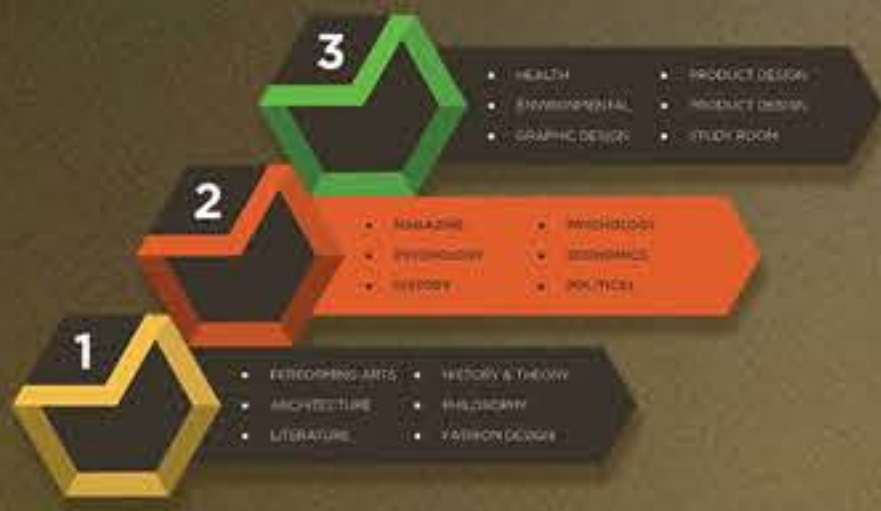 3
HEALTH
ENVIRONMENTAL
GRAPHIC DESIGN
PRODUCT DESIGN
PRODUCT DESIGN
STUDY ROOM
2
MAGAZINE
PSYCHOLOGY
HISTORY
PSYCHOLOGY
ECONOMICS
POLITICS
1
PERFORMING ARTS
ARCHITECTURE
LITERATURE
HISTORY & THEORY
PHILOSOPHY
FASHION DESIGN